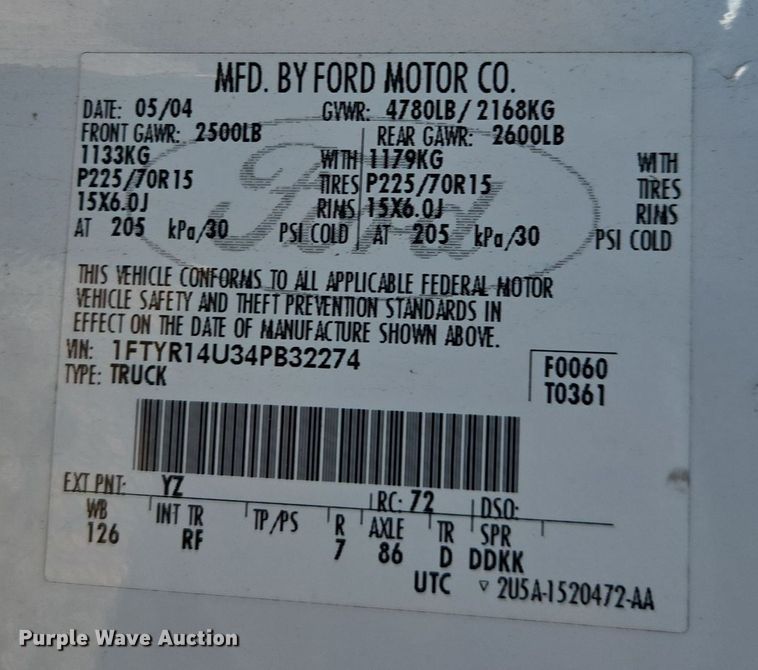 MFD. BY FORD MOTOR CO.
DATE: 05/04 GVWR: 4780LB/ 2168KG
FRONT GAWR: 2500LB REAR GAWR: 2600LB
1133KG WITH 1179KG WITH
P225/70R15 TIRES P225/70R15 TIRES
15X6.0J RIMS 15X6.0J RIMS
AT 205 kPa/30 PSI COLD AT 205 kPa/30 PSI COLD
Ford
THIS VEHICLE CONFORMS TO ALL APPLICABLE FEDERAL MOTOR
VEHICLE SAFETY AND THEFT PREVENTION STANDARDS IN
EFFECT ON THE DATE OF MANUFACTURE SHOWN ABOVE.
VIN: 1FTYR14U34PB32274 F0060
TYPE: TRUCK T0361
EXT PNT: YZ RC: 72 DSO:
WB INT TR TP/PS R AXLE TR SPR
126 RF 7 86 D DDKK
UTC ▽ 2U5A-1520472-AA
Purple Wave Auction